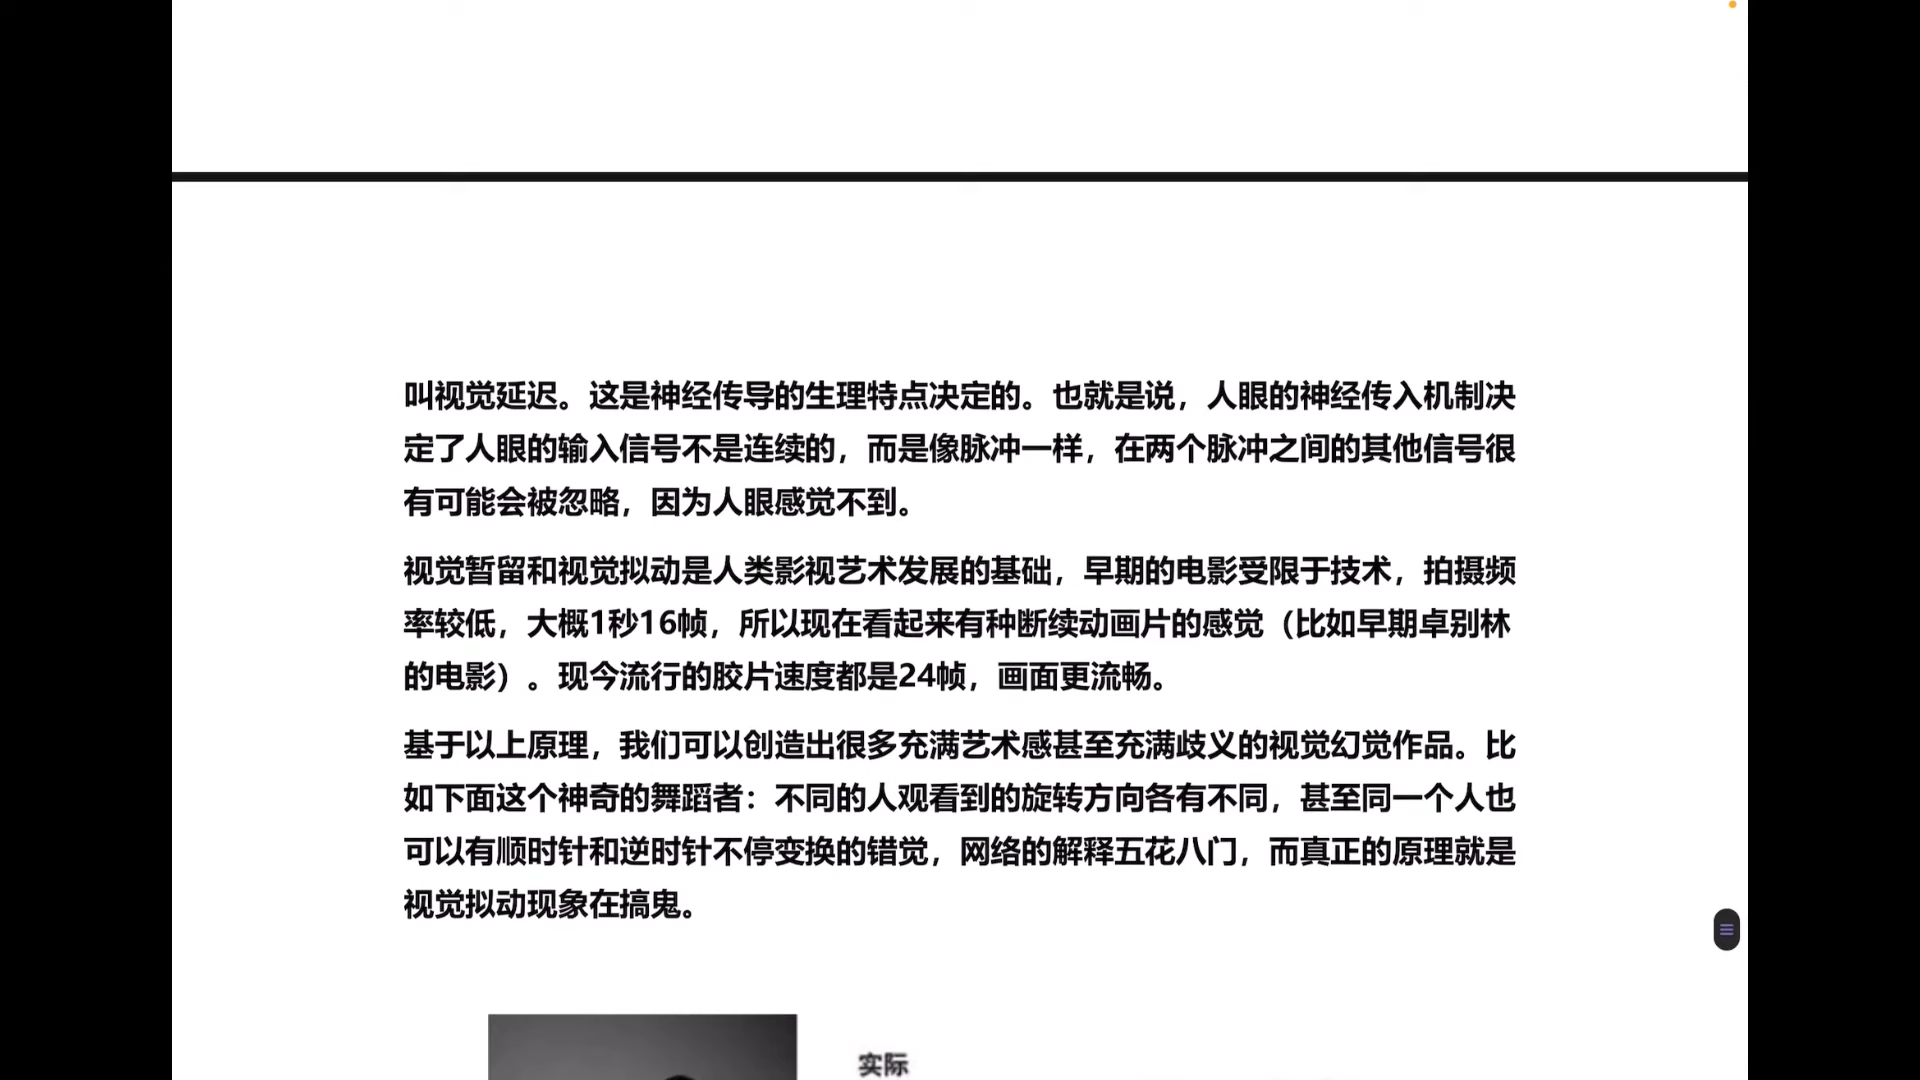 叫视觉延迟。这是神经传导的生理特点决定的。也就是说，人眼的神经传入机制决
定了人眼的输入信号不是连续的，而是像脉冲一样，在两个脉冲之间的其他信号很
有可能会被忽略，因为人眼感觉不到。
视觉暂留和视觉拟动是人类影视艺术发展的基础，早期的电影受限于技术，拍摄频
率较低，大概1秒16帧，所以现在看起来有种断续动画片的感觉（比如早期卓别林
的电影）。现今流行的胶片速度都是24帧，画面更流畅。
基于以上原理，我们可以创造出很多充满艺术感甚至充满歧义的视觉幻觉作品。比
如下面这个神奇的舞蹈者：不同的人观看到的旋转方向各有不同，甚至同一个人也
可以有顺时针和逆时针不停变换的错觉，网络的解释五花八门，而真正的原理就是
视觉拟动现象在搞鬼。
实际